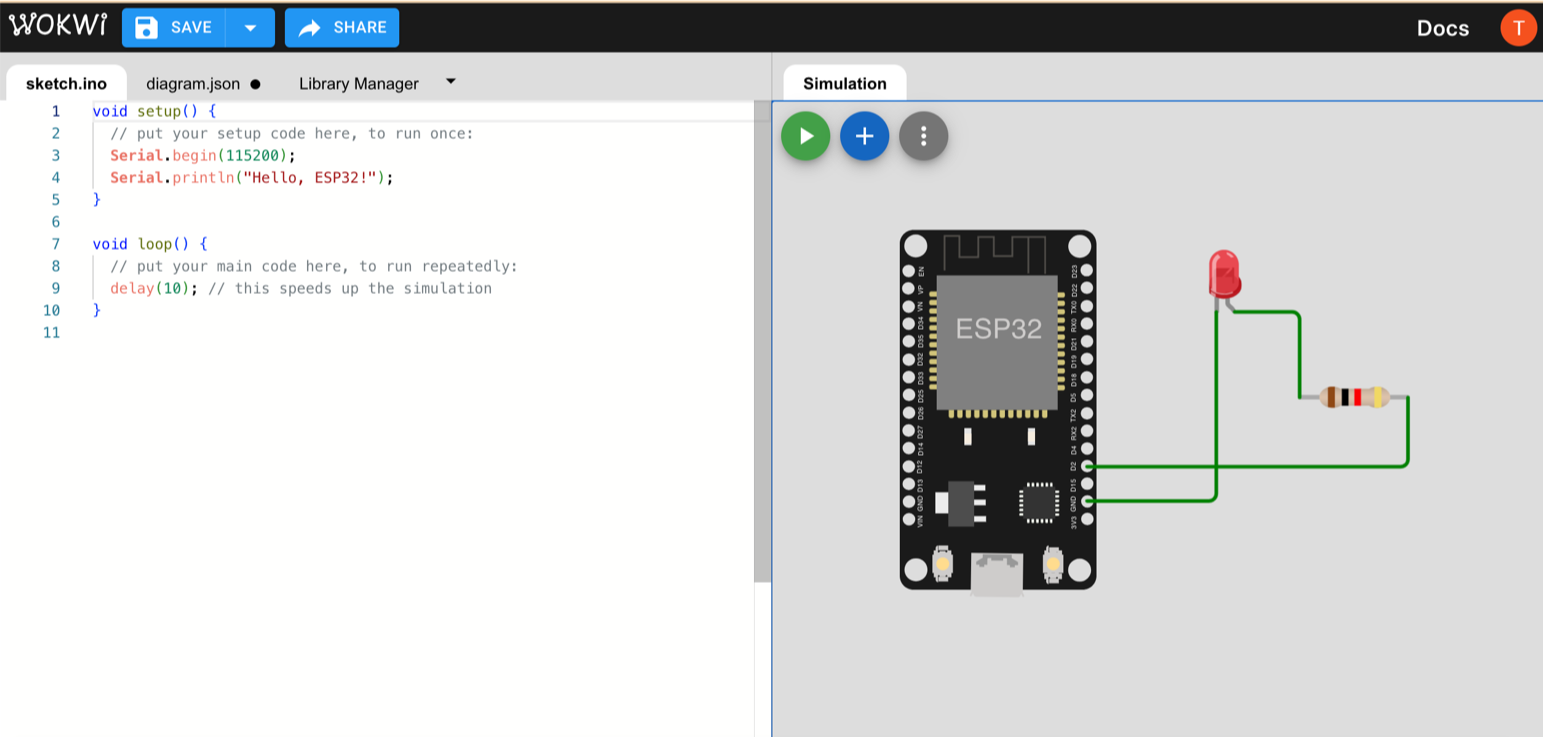 WOKWi SAVE SHARE Docs T
sketch.ino diagram.json ● Library Manager
Simulation
1 void setup() {
2 // put your setup code here, to run once:
3 Serial.begin(115200);
4 Serial.println("Hello, ESP32!");
5 }
6
7 void loop() {
8 // put your main code here, to run repeatedly:
9 delay(10); // this speeds up the simulation
10 }
11
ESP32
EN
VP
VN
D34
D35
D32
D33
D25
D26
D27
D14
D12
D13
GND
VIN
D23
D22
TX0
RX0
D21
D19
D18
D5
TX2
RX2
D4
D2
D15
GND
3V3